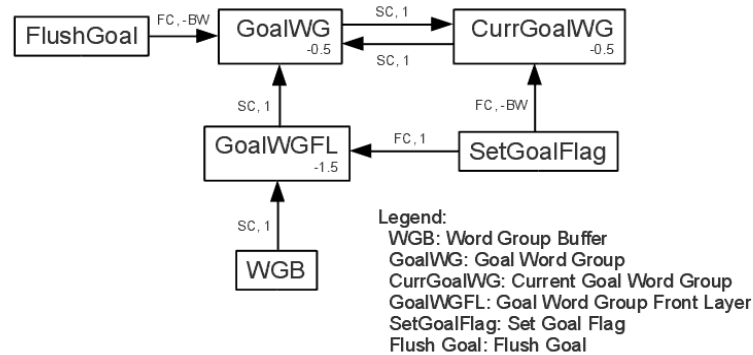 SC, 1
FlushGoal
FC, -BW
GoalWG
-0.5
CurrGoalWG
-0.5
SC, 1
SC, 1
FC, -BW
GoalWGFL
-1.5
FC, 1
SetGoalFlag
SC, 1
WGB
Legend:
WGB: Word Group Buffer
GoalWG: Goal Word Group
CurrGoalWG: Current Goal Word Group
GoalWGFL: Goal Word Group Front Layer
SetGoalFlag: Set Goal Flag
Flush Goal: Flush Goal